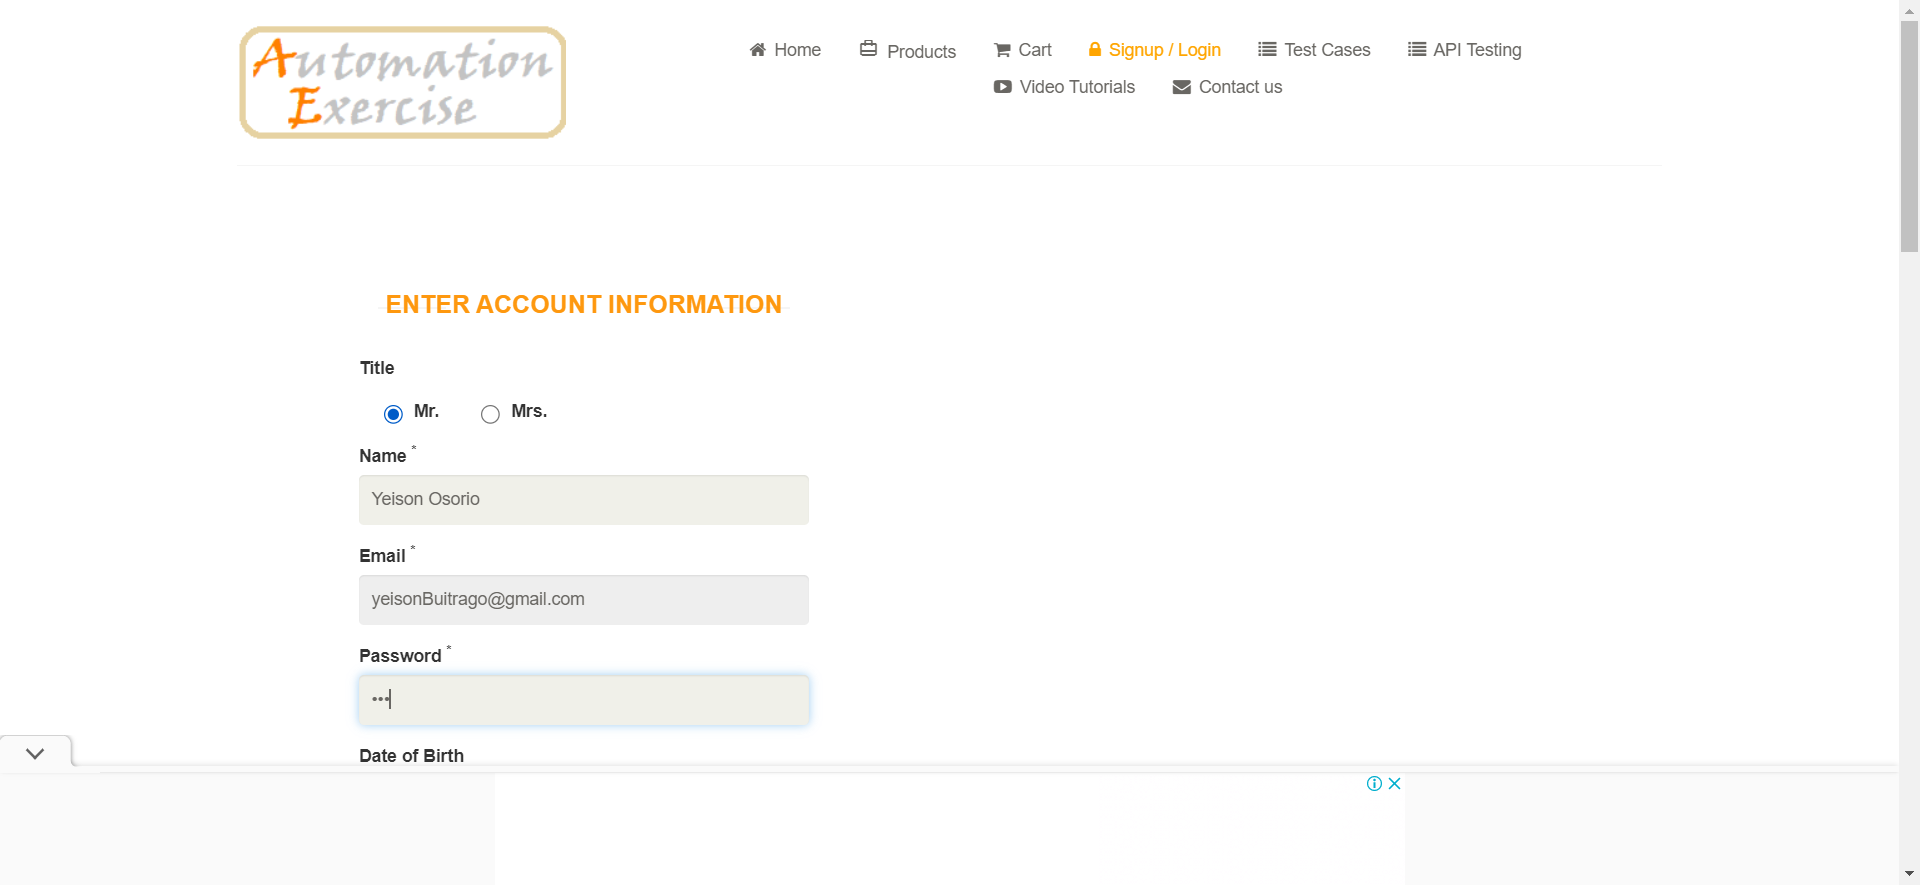 Automation
Exercise
Home
Products
Cart
Signup / Login
Test Cases
API Testing
Video Tutorials
Contact us
ENTER ACCOUNT INFORMATION
Title
Mr.
Mrs.
Name *
Yeison Osorio
Email *
yeisonBuitrago@gmail.com
Password *
•••
Date of Birth